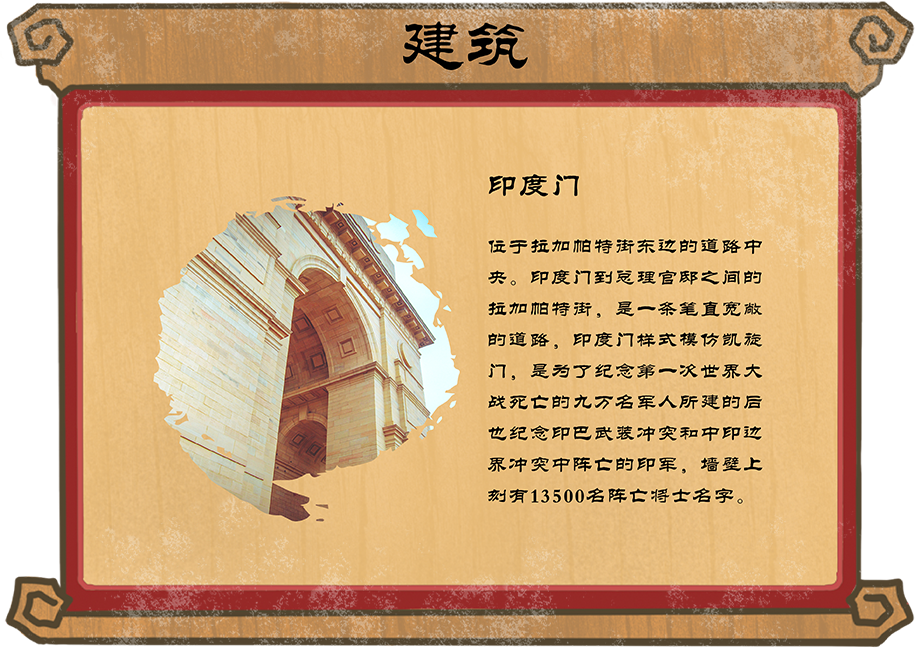 建筑
印度门
位于拉加帕特街东边的道路中
央。印度门到总理官邸之间的
拉加帕特街，是一条笔直宽敞
的道路，印度门样式模仿凯旋
门，是为了纪念第一次世界大
战死亡的九万名军人所建的后
也纪念印巴武装冲突和中印边
界冲突中阵亡的印军，墙壁上
刻有13500名阵亡将士名字。